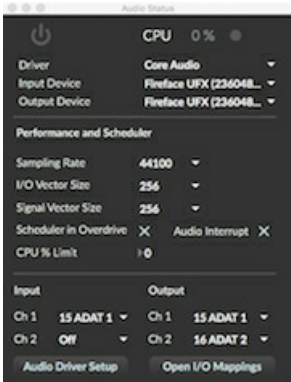 Audio Status
CPU 0 %
Driver Core Audio
Input Device Fireface UFX (236048...
Output Device Fireface UFX (236048...
Performance and Scheduler
Sampling Rate 44100
I/O Vector Size 256
Signal Vector Size 256
Scheduler in Overdrive X Audio Interrupt X
CPU % Limit 0
Input Output
Ch 1 15 ADAT 1 Ch 1 15 ADAT 1
Ch 2 Off Ch 2 16 ADAT 2
Audio Driver Setup Open I/O Mappings